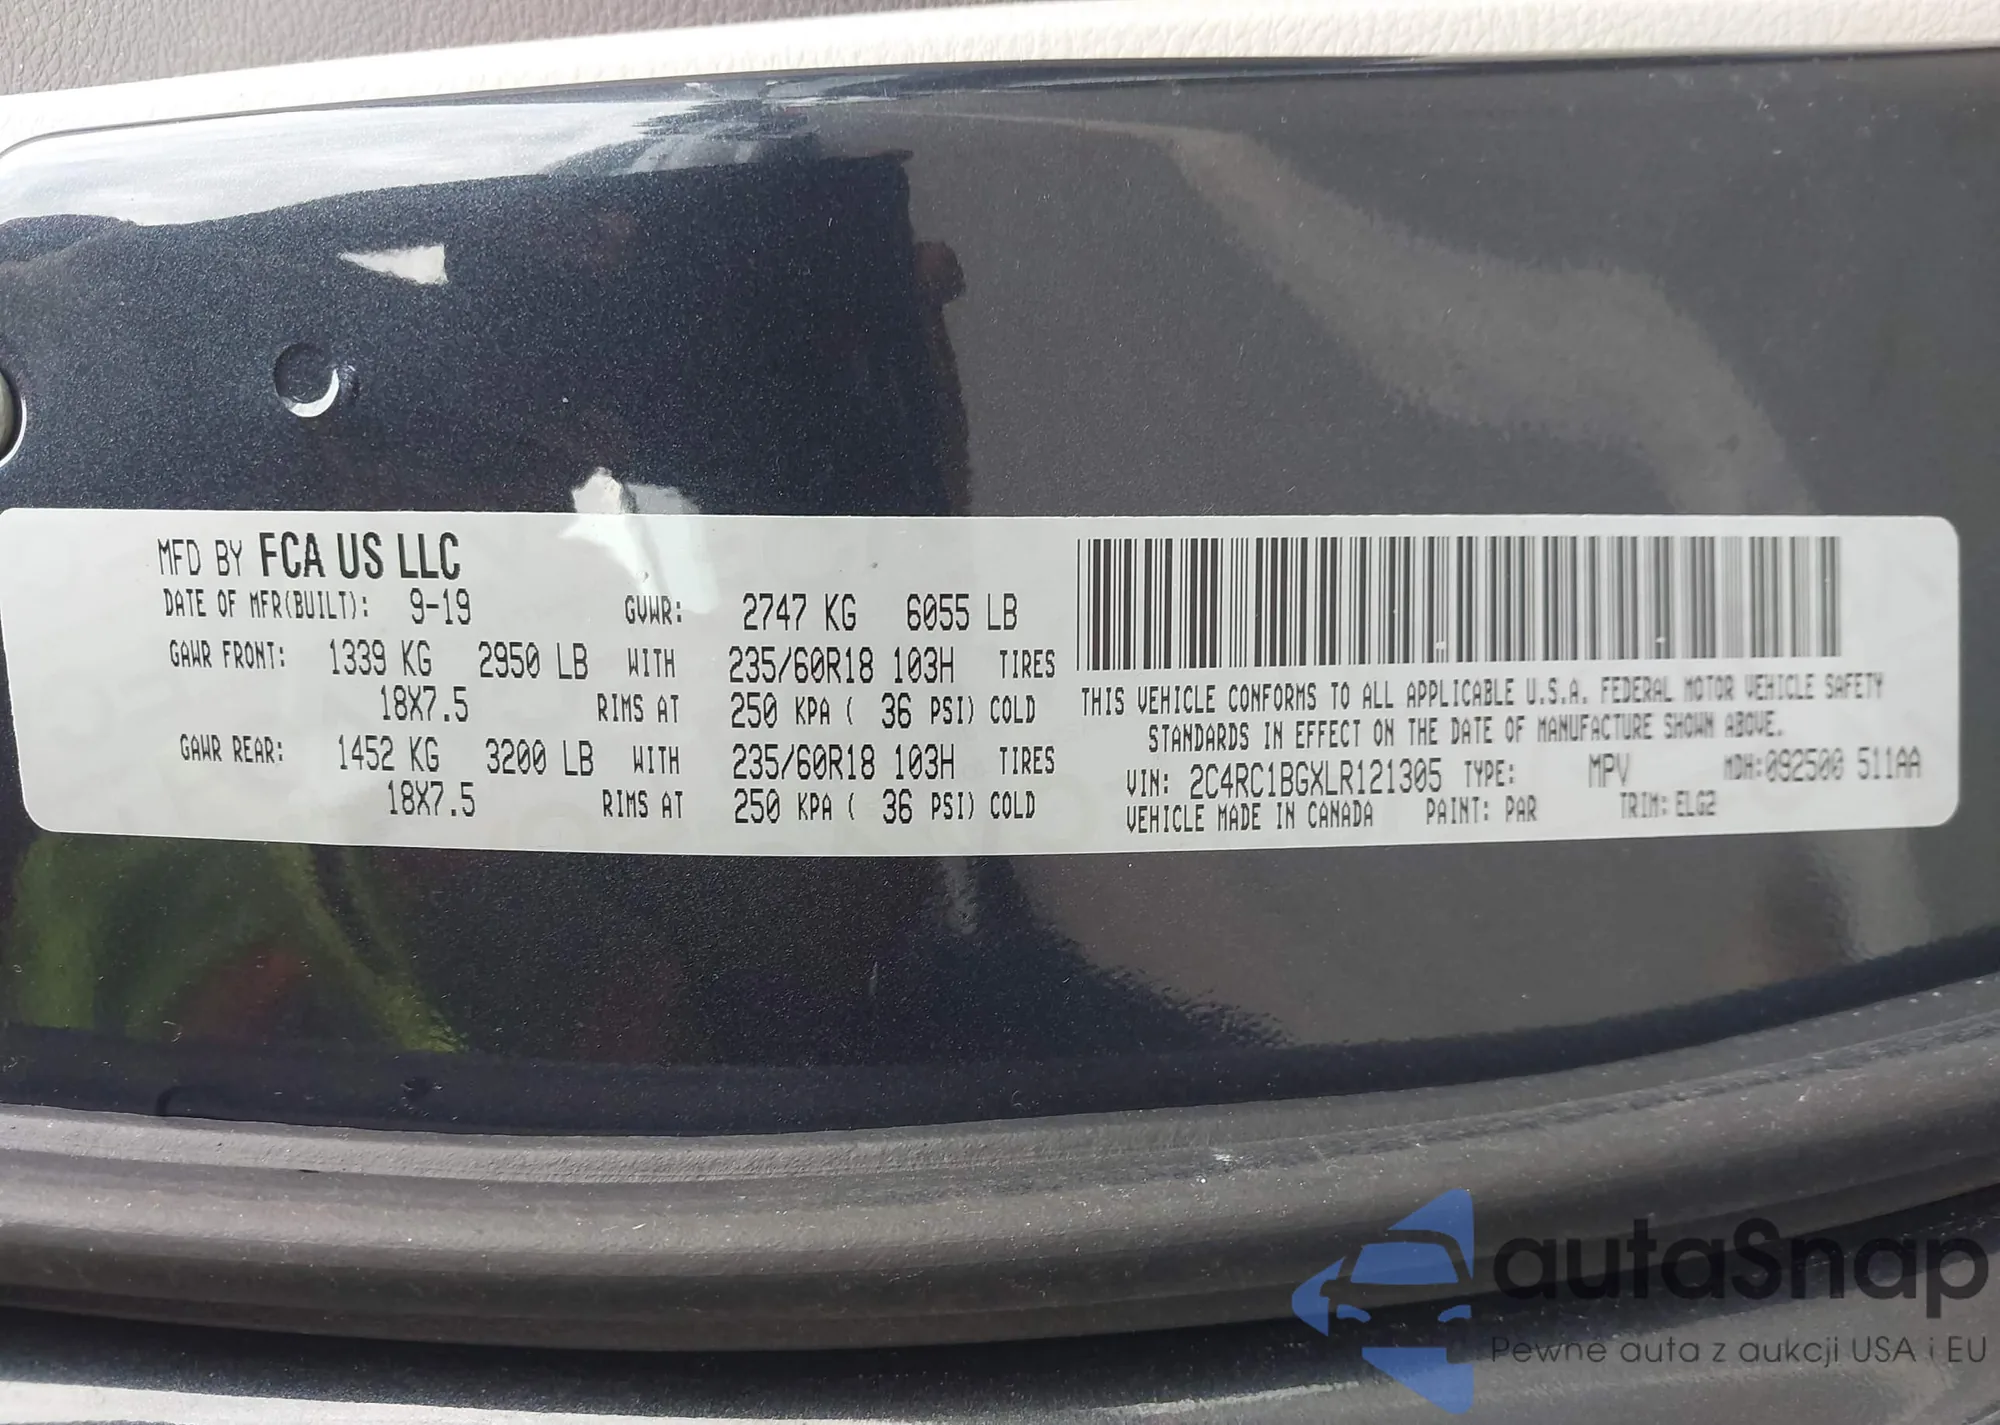 MFD BY FCA US LLC
DATE OF MFR(BUILT): 9-19 GVWR: 2747 KG 6055 LB
GAWR FRONT: 1339 KG 2950 LB WITH 235/60R18 103H TIRES
18X7.5 RIMS AT 250 KPA ( 36 PSI) COLD
GAWR REAR: 1452 KG 3200 LB WITH 235/60R18 103H TIRES
18X7.5 RIMS AT 250 KPA ( 36 PSI) COLD
THIS VEHICLE CONFORMS TO ALL APPLICABLE U.S.A. FEDERAL MOTOR VEHICLE SAFETY
STANDARDS IN EFFECT ON THE DATE OF MANUFACTURE SHOWN ABOVE.
VIN: 2C4RC1BGXLR121305 TYPE: MPV MDH:092500 511AA
VEHICLE MADE IN CANADA PAINT: PAR TRIM: ELG2
autaSnap
Pewne auta z aukcji USA i EU